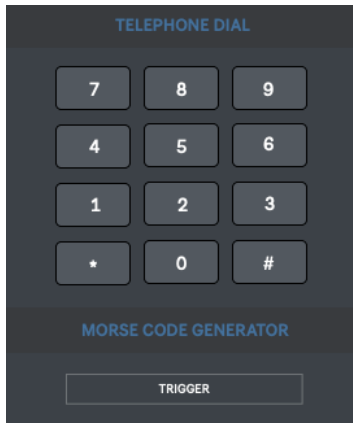 TELEPHONE DIAL
7 8 9
4 5 6
1 2 3
* 0 #
MORSE CODE GENERATOR
TRIGGER